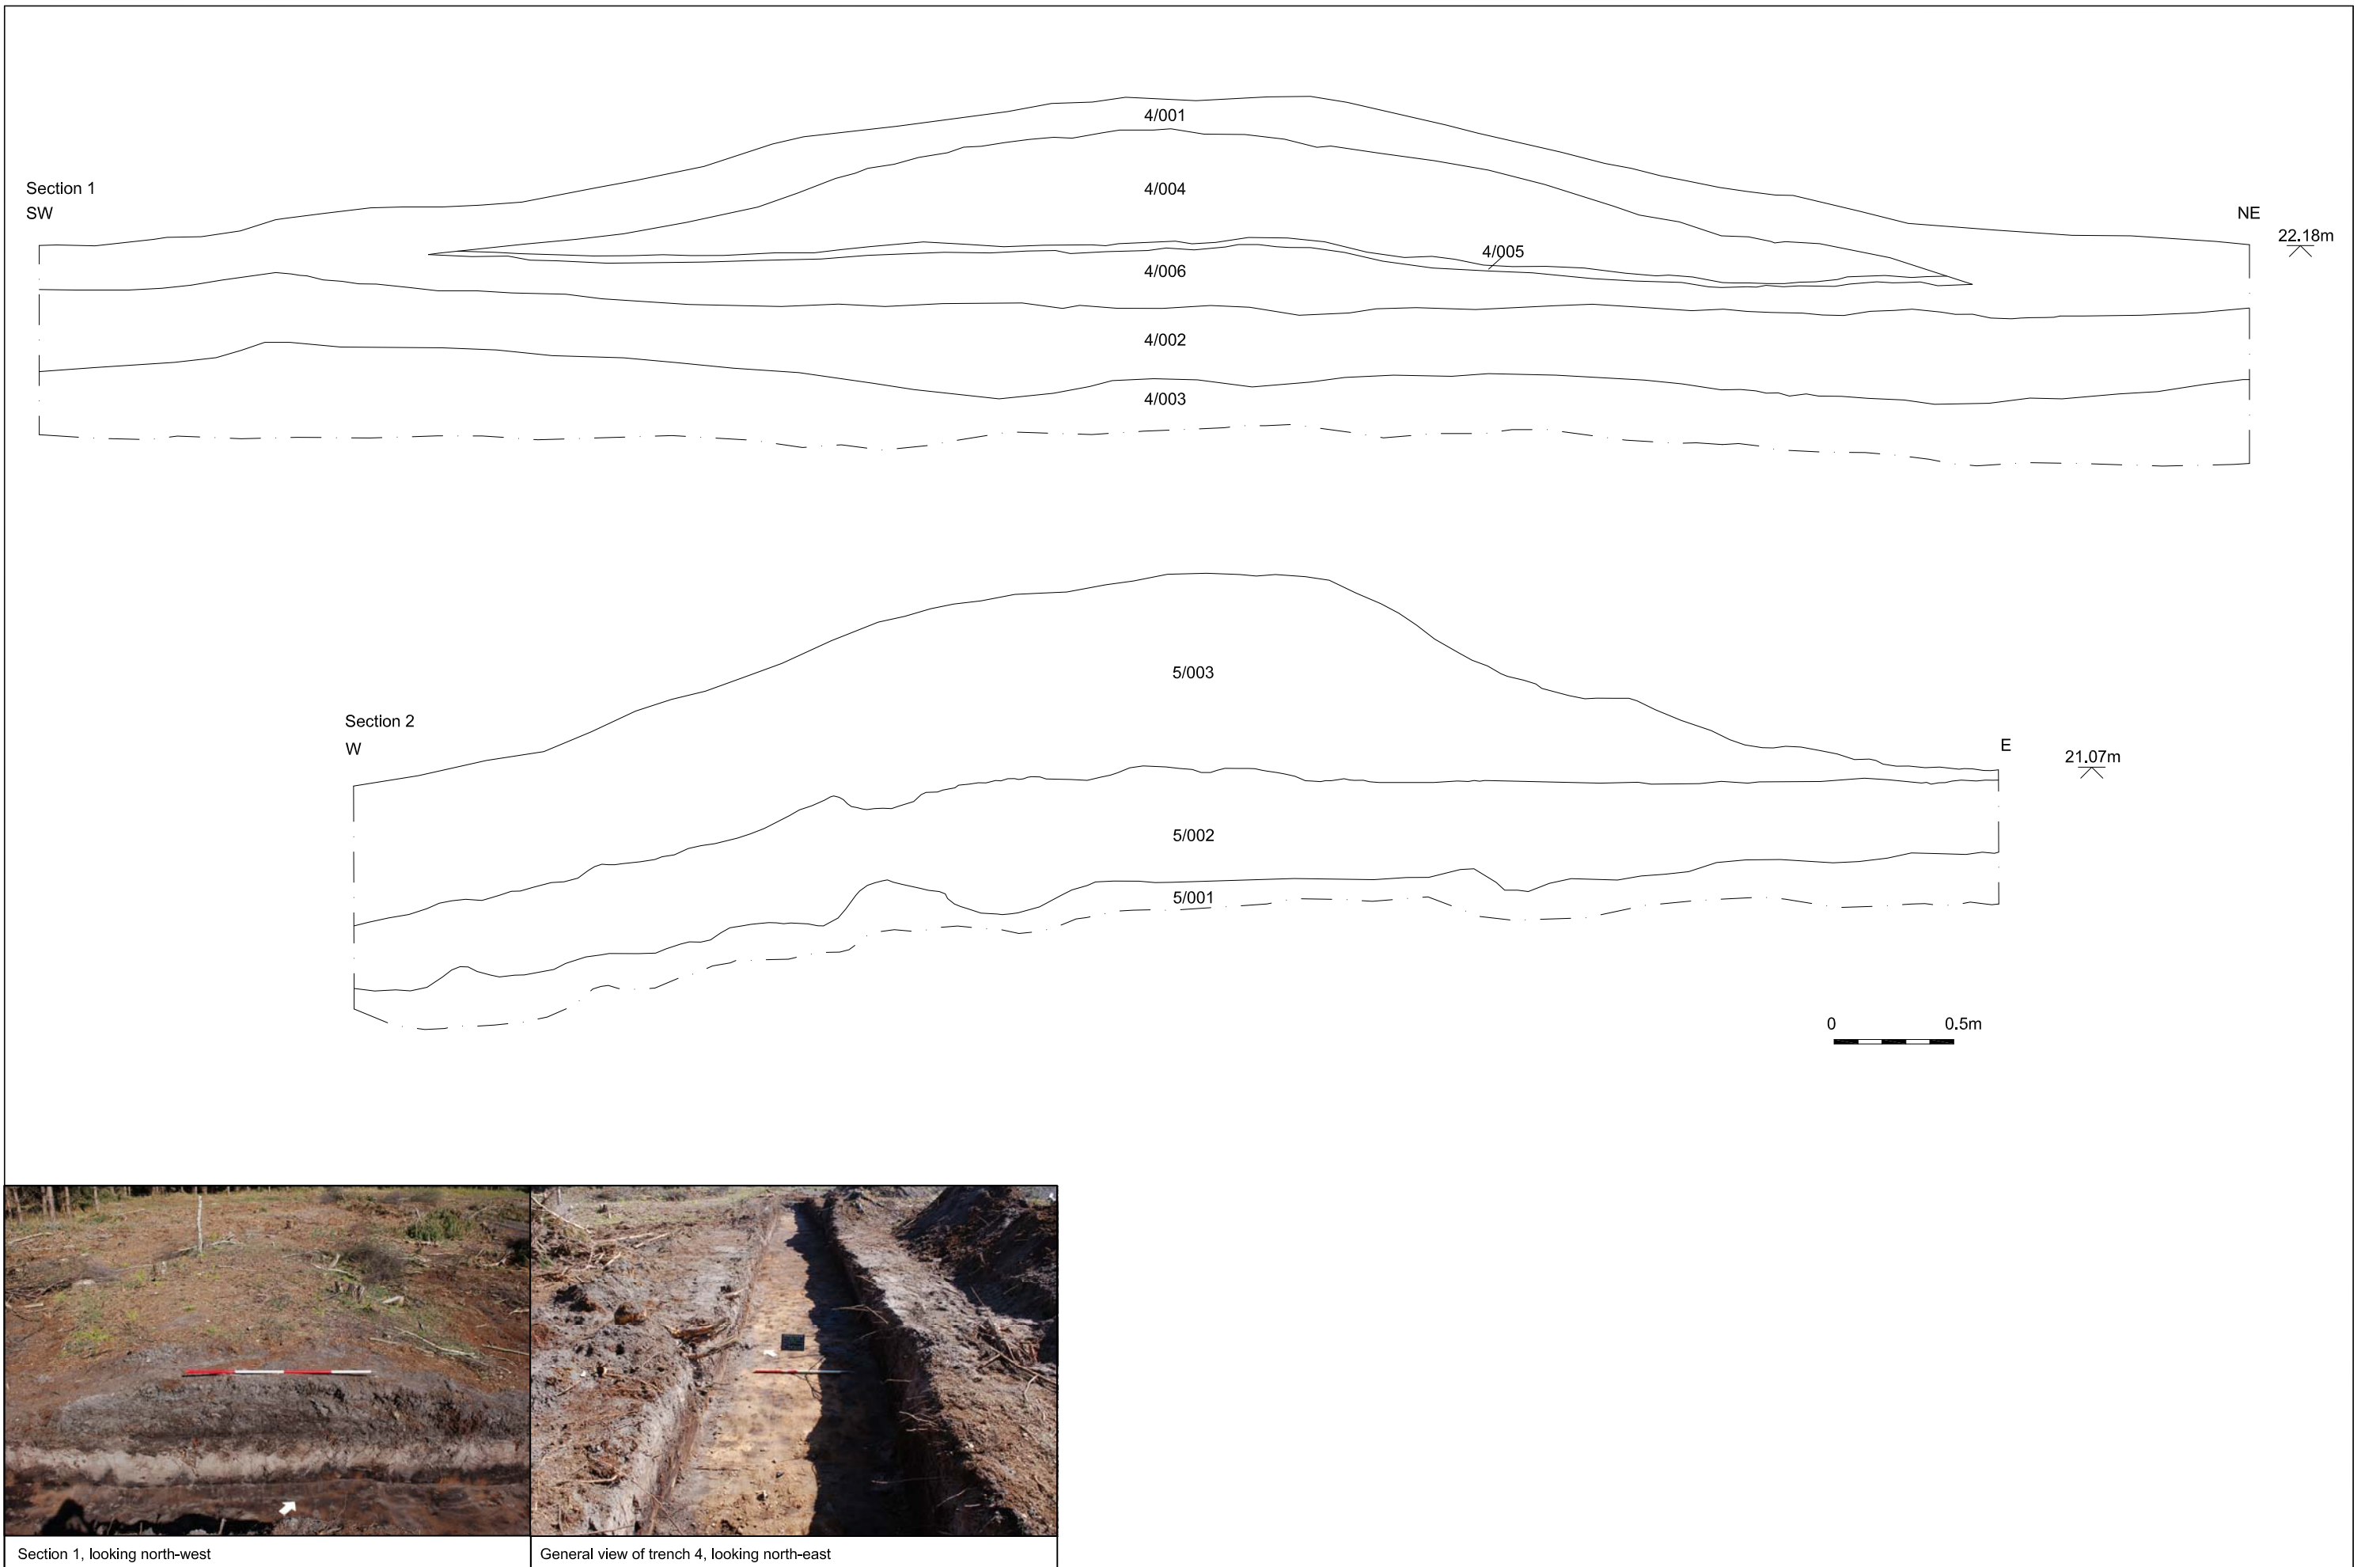 4/001
Section 1
SW
4/004
NE
22.18m
4/005
4/006
4/002
4/003
5/003
Section 2
W
E
21.07m
5/002
5/001
0 0.5m
Section 1, looking north-west
General view of trench 4, looking north-east